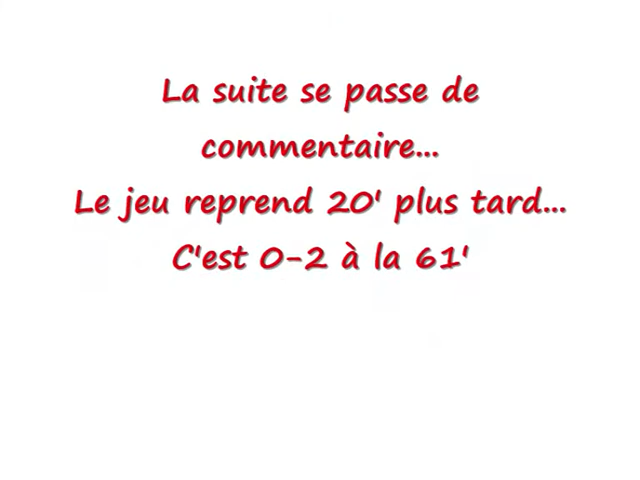 La suite se passe de
commentaire...
Le jeu reprend 20' plus tard...
C'est 0-2 à la 61'